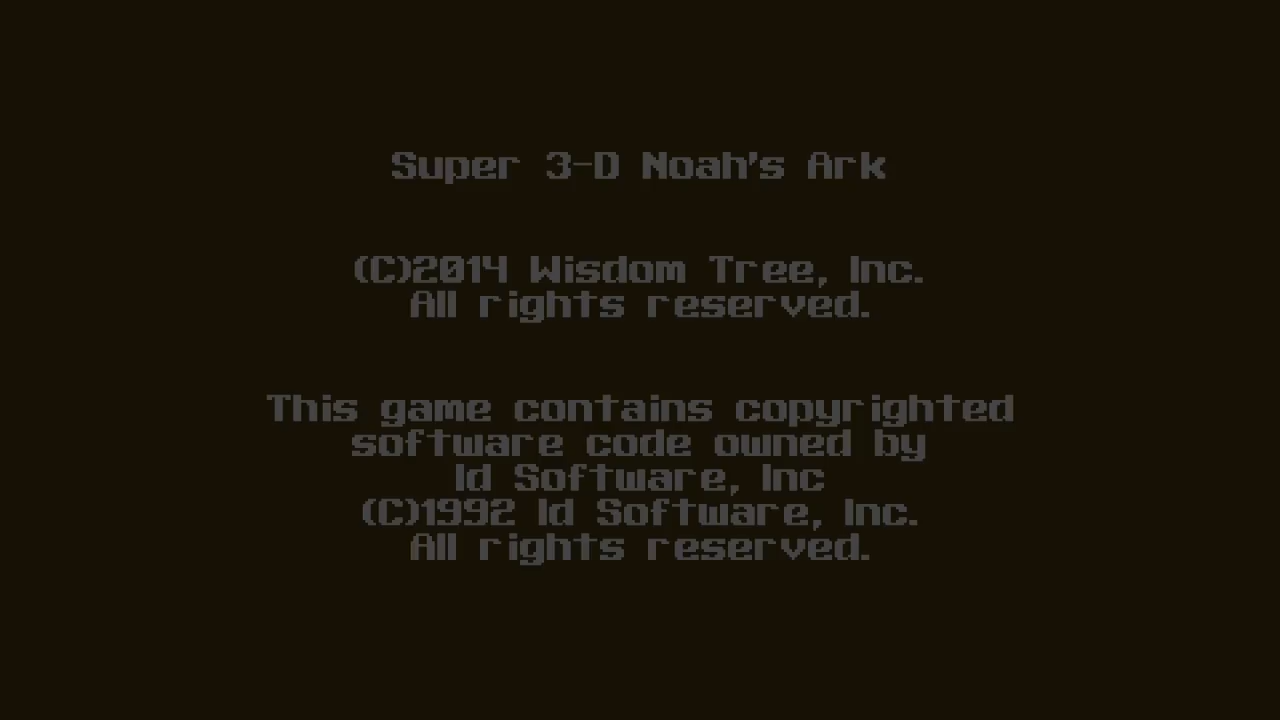 Super 3-D Noah's Ark
(C)2014 Wisdom Tree, Inc.
All rights reserved.
This game contains copyrighted
software code owned by
Id Software, Inc
(C)1992 Id Software, Inc.
All rights reserved.